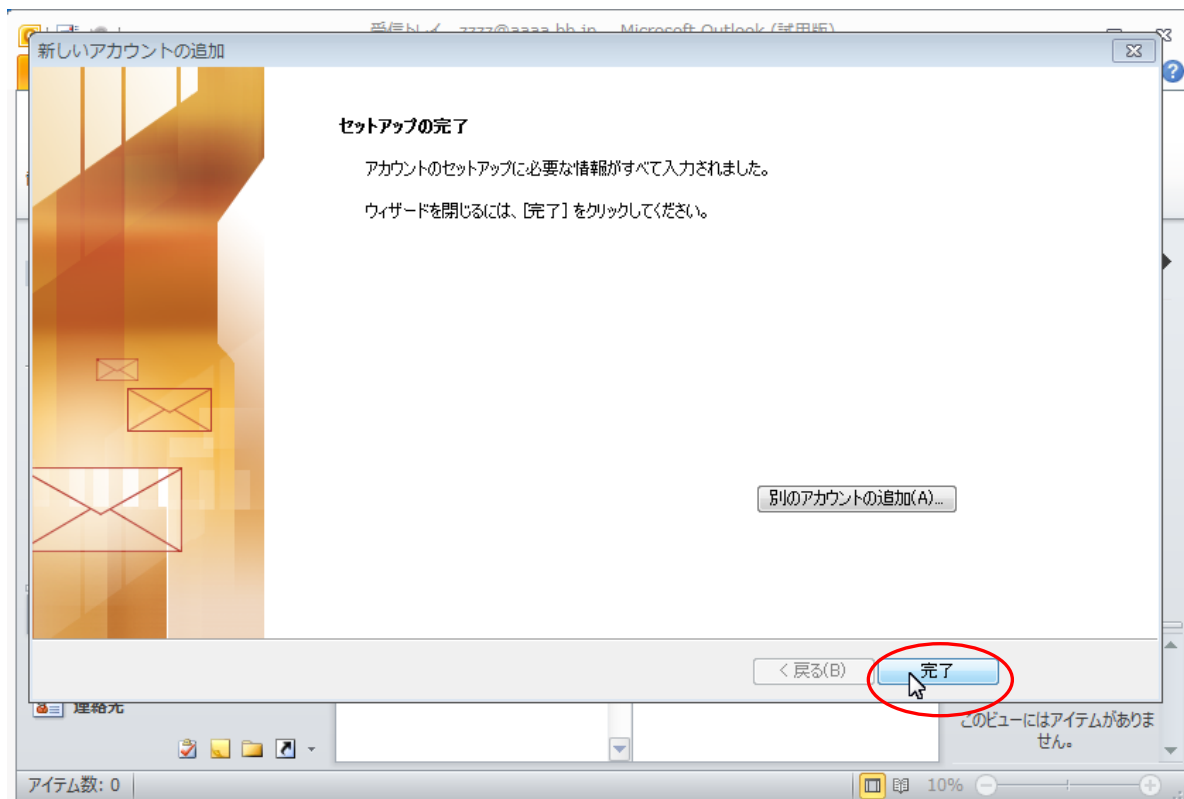 新しいアカウントの追加
セットアップの完了
アカウントのセットアップに必要な情報がすべて入力されました。
ウィザードを閉じるには、[完了] をクリックしてください。
別のアカウントの追加(A)...
< 戻る(B)
完了
連絡先
このビューにはアイテムがありま
せん。
アイテム数: 0
10%